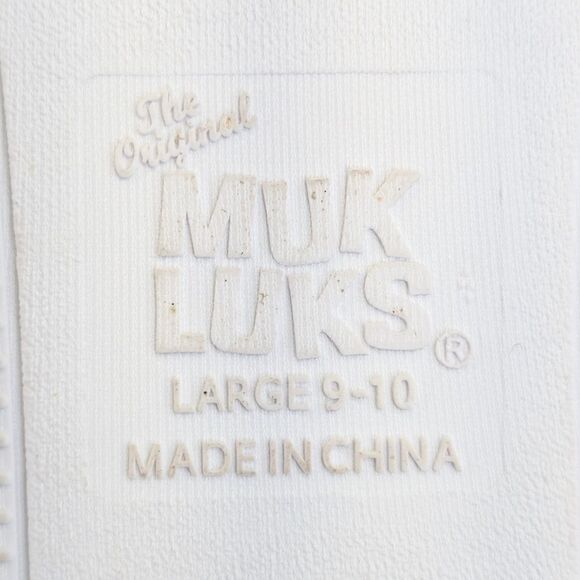 The
Original
MUK
LUKS®
LARGE 9-10
MADE IN CHINA